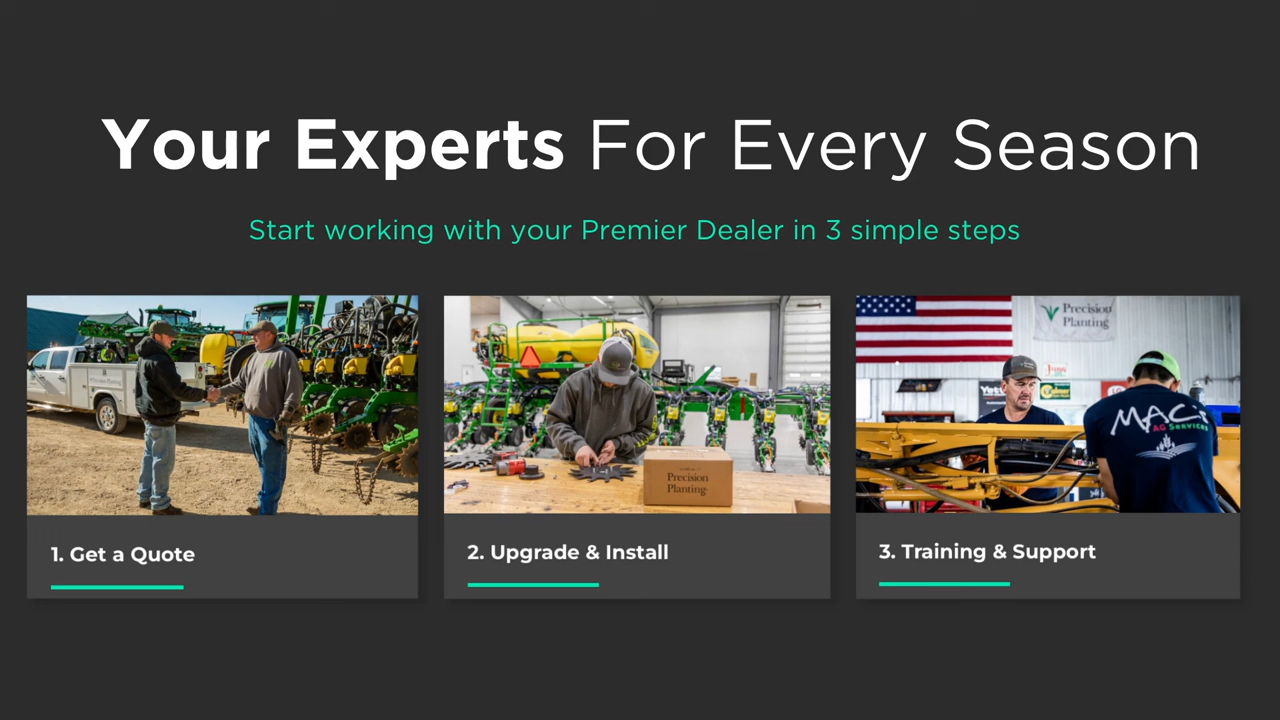 Your Experts For Every Season
Start working with your Premier Dealer in 3 simple steps
Precision
Planting
Precision
Planting
MAC
AG SERVICES
1. Get a Quote
2. Upgrade & Install
3. Training & Support